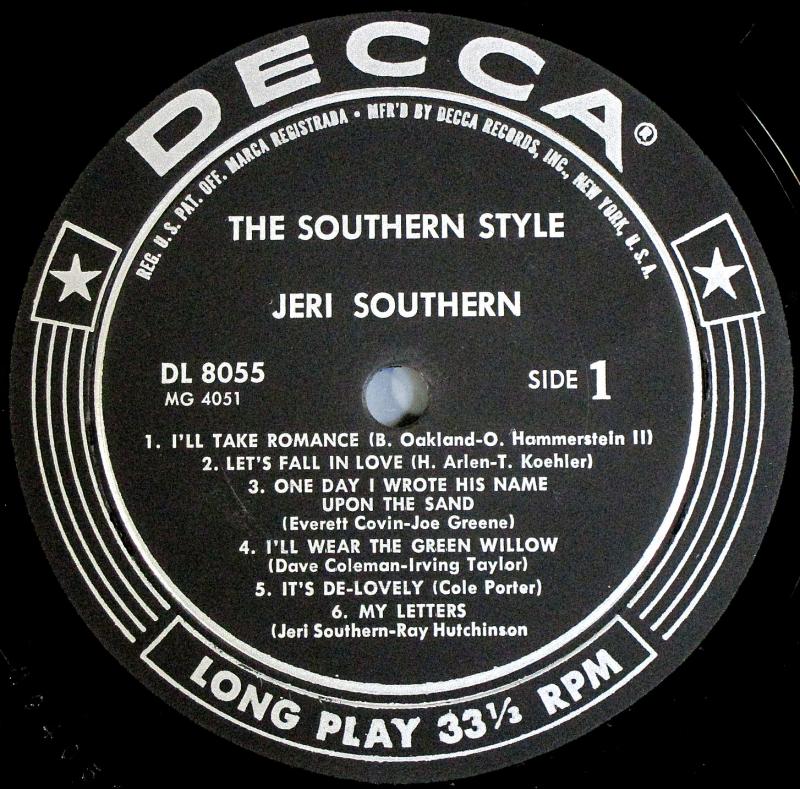 DECCA®
REG. U.S. PAT. OFF. MARCA REGISTRADA • MFR'D BY DECCA RECORDS, INC., NEW YORK, U.S.A.
THE SOUTHERN STYLE
JERI SOUTHERN
DL 8055
MG 4051
SIDE 1
1. I'LL TAKE ROMANCE (B. Oakland-O. Hammerstein II)
2. LET'S FALL IN LOVE (H. Arlen-T. Koehler)
3. ONE DAY I WROTE HIS NAME
UPON THE SAND
(Everett Covin-Joe Greene)
4. I'LL WEAR THE GREEN WILLOW
(Dave Coleman-Irving Taylor)
5. IT'S DE-LOVELY (Cole Porter)
6. MY LETTERS
(Jeri Southern-Ray Hutchinson
LONG PLAY 33⅓ RPM